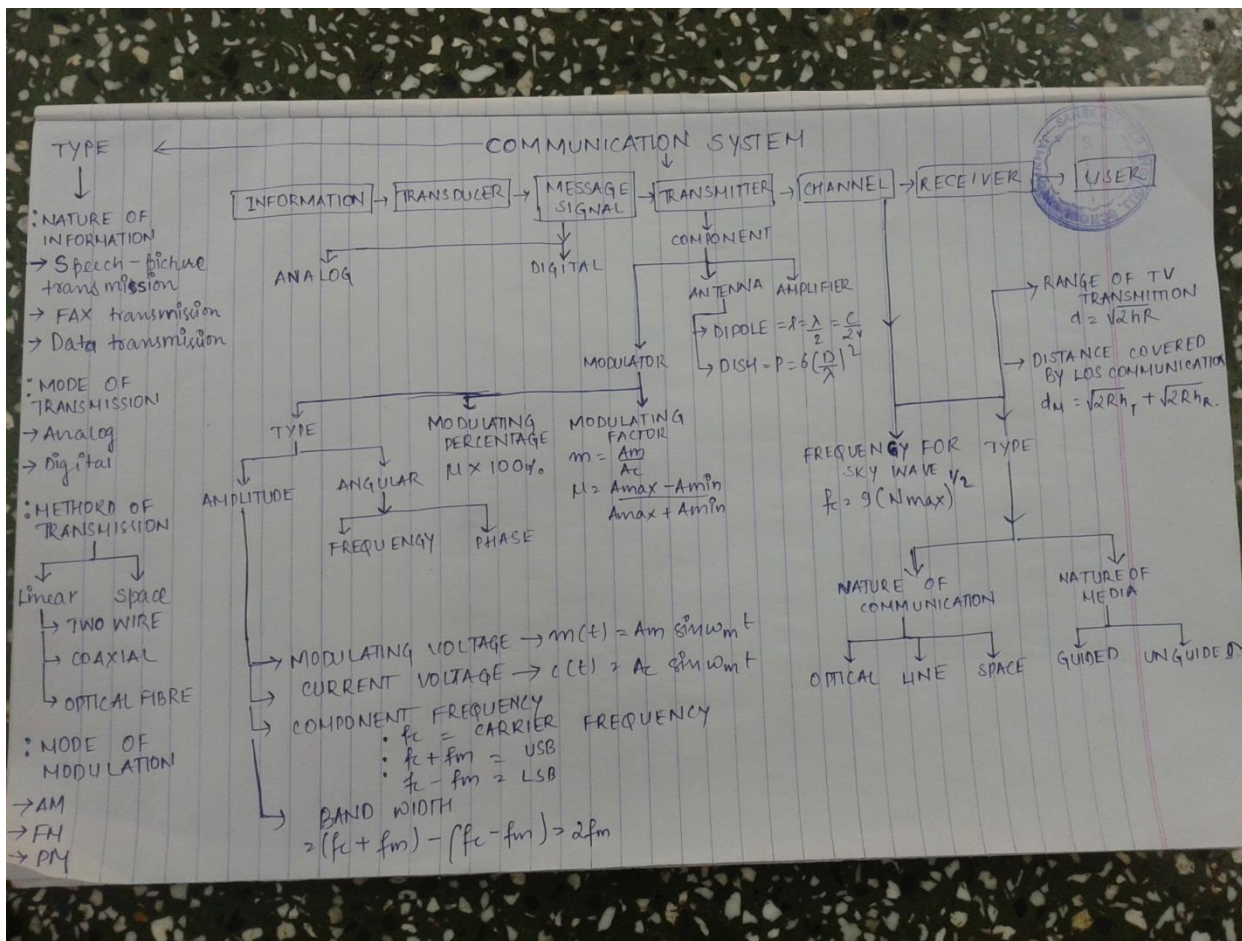 COMMUNICATION SYSTEM
TYPE
: NATURE OF
INFORMATION
→ Speech-picture
transmission
→ FAX transmission
→ Data transmission
: MODE OF
TRANSMISSION
→ Analog
→ Digital
: METHORD OF
TRANSMISSION
Linear Space
→ TWO WIRE
→ COAXIAL
→ OPTICAL FIBRE
: MODE OF
MODULATION
→ AM
→ FM
→ PM
INFORMATION → TRANSDUCER → MESSAGE SIGNAL → TRANSMITTER → CHANNEL → RECEIVER → USER
ANALOG DIGITAL
COMPONENT
ANTENNA AMPLIFIER
→ DIPOLE = l = λ/2 = c/2ν
→ DISH - P = 6(D/λ)²
MODULATOR
TYPE
MODULATING
PERCENTAGE
μ X 100%
MODULATING
FACTOR
m = Am/Ac
μ = Amax - Amin / Amax + Amin
AMPLITUDE
ANGULAR
FREQUENGY PHASE
→ MODULATING VOLTAGE → m(t) = Am sinωmt
→ CURRENT VOLTAGE → c(t) = Ac sinωmt
→ COMPONENT FREQUENCY
• fc = CARRIER FREQUENCY
• fc + fm = USB
• fc - fm = LSB
→ BAND WIDTH
= (fc + fm) - (fc - fm) = 2fm
FREQUENGY FOR
SKY WAVE
fc = 9(Nmax)^1/2
→ RANGE OF TV
TRANSMITTION
d = √2hR
→ DISTANCE COVERED
BY LOS COMMUNICATION
dM = √2RhT + √2RhR.
TYPE
NATURE OF
COMMUNICATION
OPTICAL LINE SPACE
NATURE OF
MEDIA
GUIDED UNGUIDED